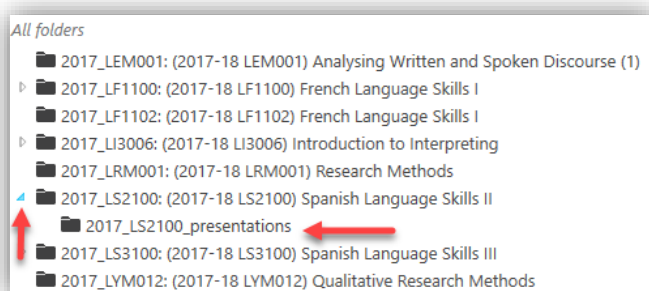 All folders
2017_LEM001: (2017-18 LEM001) Analysing Written and Spoken Discourse (1)
2017_LF1100: (2017-18 LF1100) French Language Skills I
2017_LF1102: (2017-18 LF1100) French Language Skills I
2017_LI3006: (2017-18 LI3006) Introduction to Interpreting
2017_LRM001: (2017-18 LRM001) Research Methods
2017_LS2100: (2017-18 LS2100) Spanish Language Skills II
2017_LS2100_presentations
2017_LS3100: (2017-18 LS3100) Spanish Language Skills III
2017_LYM012: (2017-18 LYM012) Qualitative Research Methods